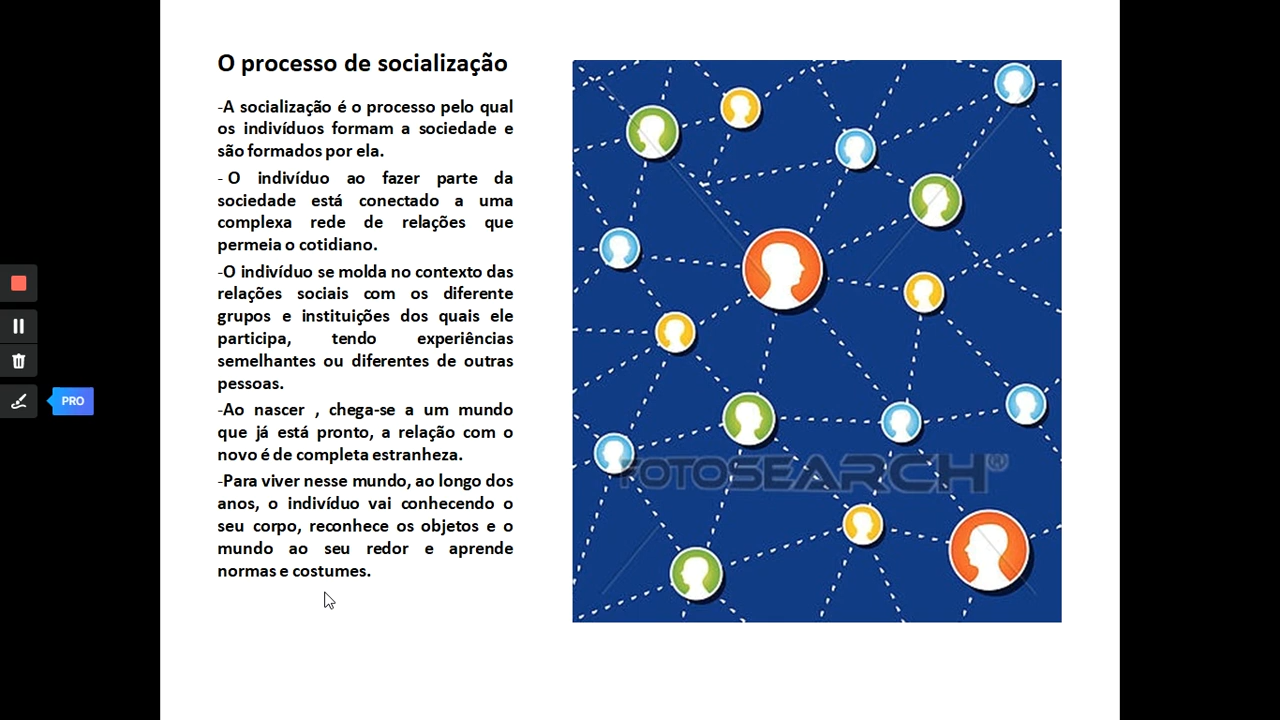 O processo de socialização
-A socialização é o processo pelo qual
os indivíduos formam a sociedade e
são formados por ela.
- O indivíduo ao fazer parte da
sociedade está conectado a uma
complexa rede de relações que
permeia o cotidiano.
-O indivíduo se molda no contexto das
relações sociais com os diferente
grupos e instituições dos quais ele
participa, tendo experiências
semelhantes ou diferentes de outras
pessoas.
-Ao nascer , chega-se a um mundo
que já está pronto, a relação com o
novo é de completa estranheza.
-Para viver nesse mundo, ao longo dos
anos, o indivíduo vai conhecendo o
seu corpo, reconhece os objetos e o
mundo ao seu redor e aprende
normas e costumes.
PRO
FOTOSEARCH®